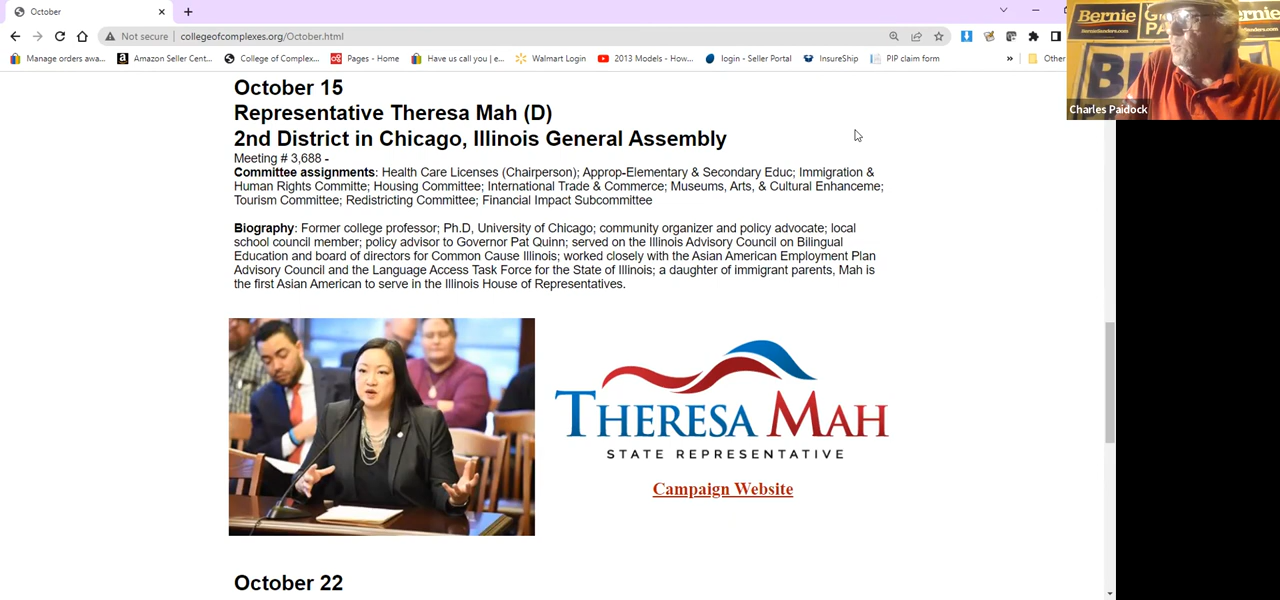 October
Not secure
collegeofcomplexes.org/October.html
Manage orders awa...
Amazon Seller Cent...
College of Complex...
Pages - Home
Have us call you | e...
Walmart Login
2013 Models - How...
login - Seller Portal
InsureShip
PIP claim form
»
Other
Bernie
Berniesanders.com
ernie
Charles Paidock
October 15
Representative Theresa Mah (D)
2nd District in Chicago, Illinois General Assembly
Meeting # 3,688 -
Committee assignments: Health Care Licenses (Chairperson); Approp-Elementary & Secondary Educ; Immigration &
Human Rights Committe; Housing Committee; International Trade & Commerce; Museums, Arts, & Cultural Enhanceme;
Tourism Committee; Redistricting Committee; Financial Impact Subcommittee
Biography: Former college professor; Ph.D, University of Chicago; community organizer and policy advocate; local
school council member; policy advisor to Governor Pat Quinn; served on the Illinois Advisory Council on Bilingual
Education and board of directors for Common Cause Illinois; worked closely with the Asian American Employment Plan
Advisory Council and the Language Access Task Force for the State of Illinois; a daughter of immigrant parents, Mah is
the first Asian American to serve in the Illinois House of Representatives.
THERESA MAH
STATE REPRESENTATIVE
Campaign Website
October 22